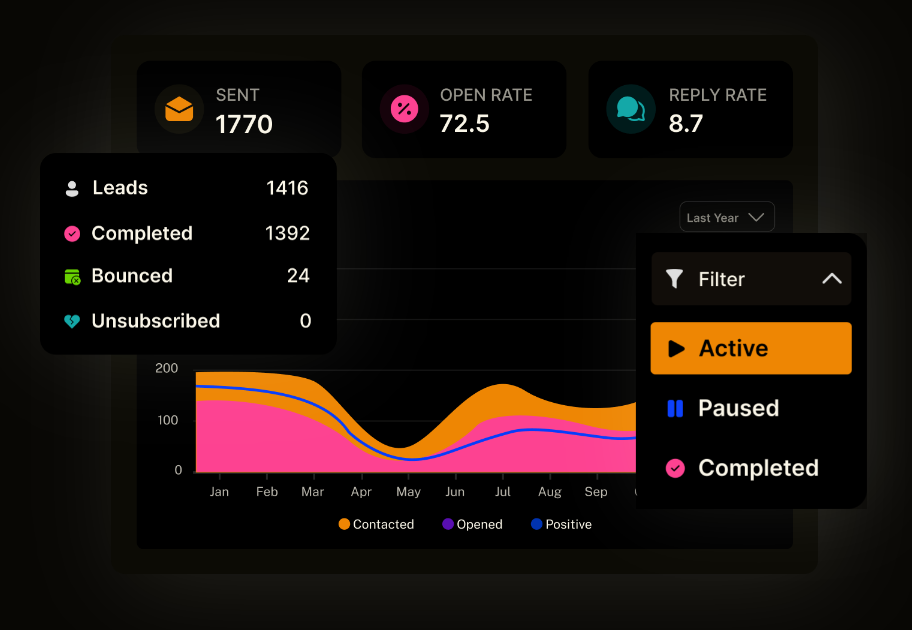 SENT
1770
OPEN RATE
72.5
REPLY RATE
8.7
Leads 1416
Completed 1392
Bounced 24
Unsubscribed 0
Last Year
Filter
Active
Paused
Completed
200
100
0
Jan Feb Mar Apr May Jun Jul Aug Sep
Contacted Opened Positive